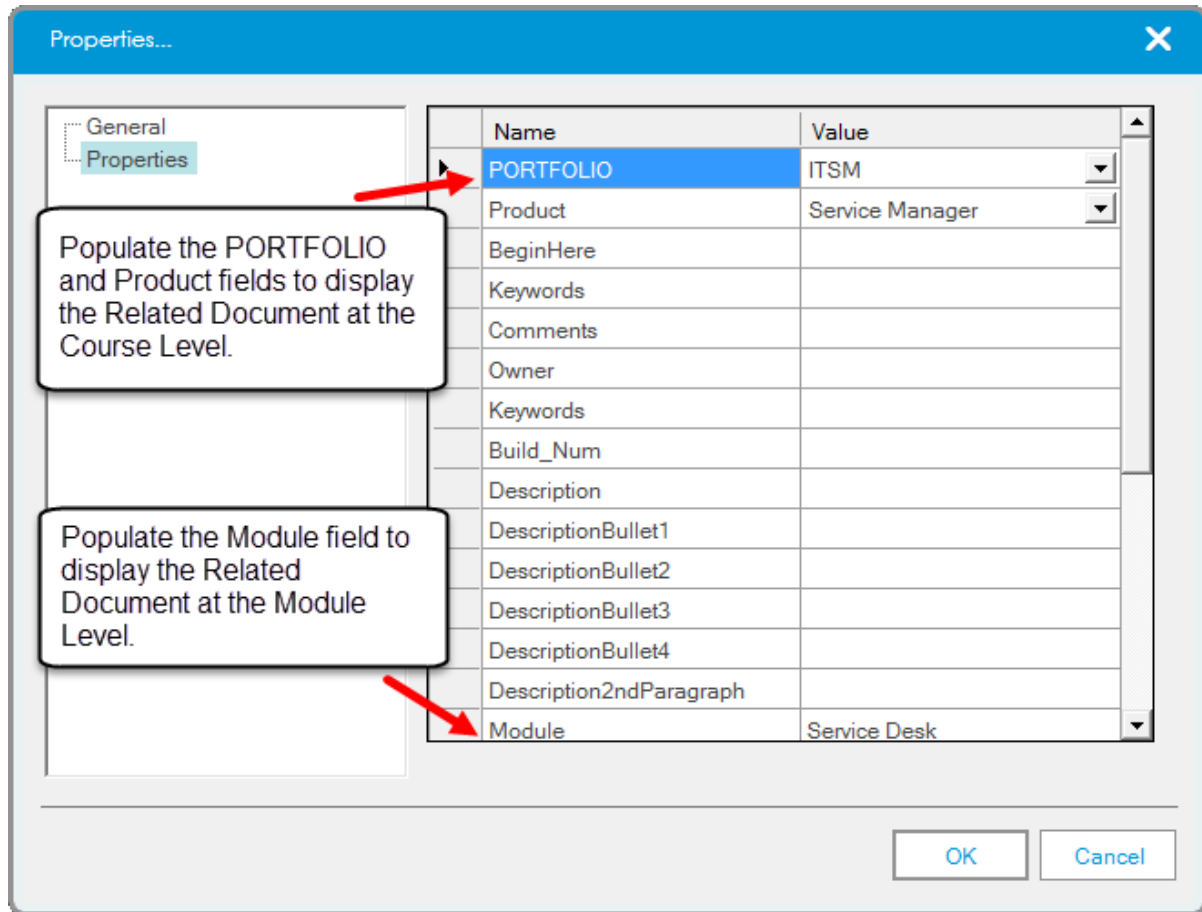 Properties...
General
Properties
Populate the PORTFOLIO
and Product fields to display
the Related Document at the
Course Level.
Populate the Module field to
display the Related
Document at the Module
Level.
Name Value
PORTFOLIO ITSM
Product Service Manager
BeginHere
Keywords
Comments
Owner
Keywords
Build_Num
Description
DescriptionBullet1
DescriptionBullet2
DescriptionBullet3
DescriptionBullet4
Description2ndParagraph
Module Service Desk
OK Cancel